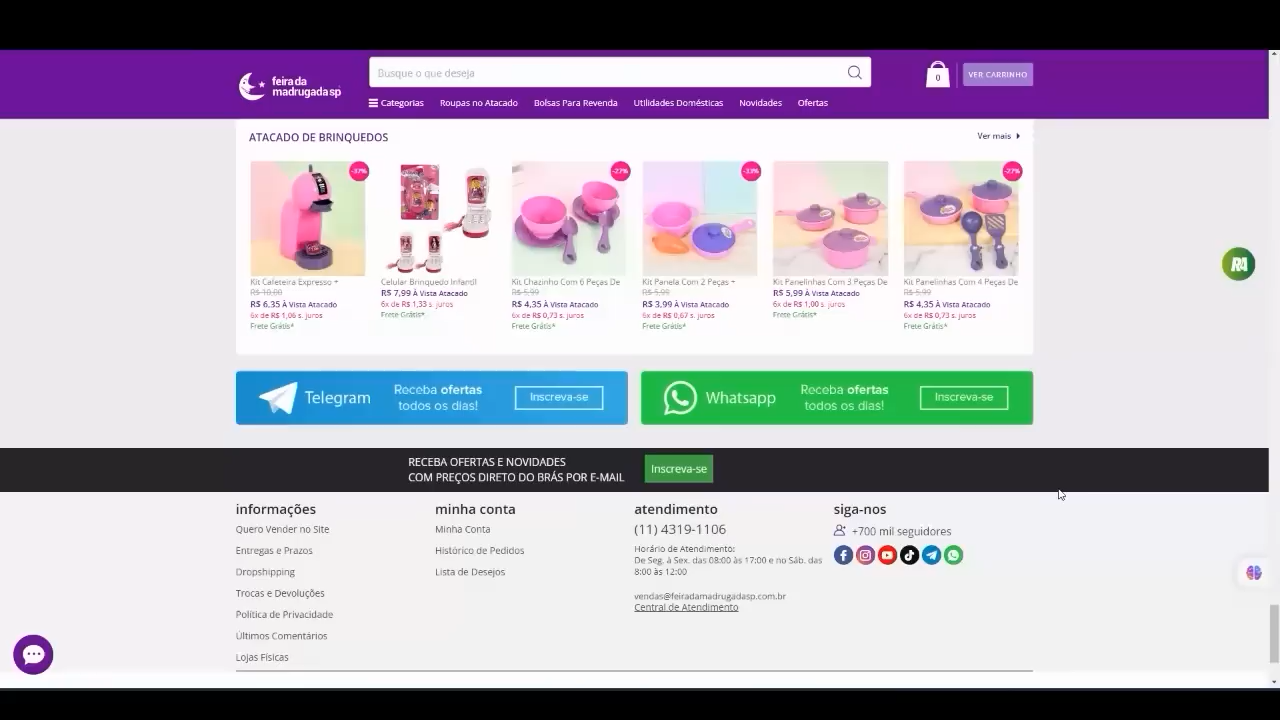 feira da
madrugadasp
Busque o que deseja
0
VER CARRINHO
Categorias
Roupas no Atacado
Bolsas Para Revenda
Utilidades Domésticas
Novidades
Ofertas
ATACADO DE BRINQUEDOS
Ver mais
-37%
-27%
-33%
-27%
Kit Cafeteira Expresso +
R$ 10,00
R$ 6,35 À Vista Atacado
6x de R$ 1,06 s. juros
Frete Grátis*
Celular Brinquedo Infantil
R$ 7,99 À Vista Atacado
6x de R$ 1,33 s. juros
Frete Grátis*
Kit Chazinho Com 6 Peças De
R$ 5,99
R$ 4,35 À Vista Atacado
6x de R$ 0,73 s. juros
Frete Grátis*
Kit Panela Com 2 Peças +
R$ 5,99
R$ 3,99 À Vista Atacado
6x de R$ 0,67 s. juros
Frete Grátis*
Kit Panelinhas Com 3 Peças De
R$ 5,99 À Vista Atacado
6x de R$ 1,00 s. juros
Frete Grátis*
Kit Panelinhas Com 4 Peças De
R$ 5,99
R$ 4,35 À Vista Atacado
6x de R$ 0,73 s. juros
Frete Grátis*
RA
Telegram
Receba ofertas
todos os dias!
Inscreva-se
Whatsapp
Receba ofertas
todos os dias!
Inscreva-se
RECEBA OFERTAS E NOVIDADES
COM PREÇOS DIRETO DO BRÁS POR E-MAIL
Inscreva-se
informações
Quero Vender no Site
Entregas e Prazos
Dropshipping
Trocas e Devoluções
Política de Privacidade
Últimos Comentários
Lojas Físicas
minha conta
Minha Conta
Histórico de Pedidos
Lista de Desejos
atendimento
(11) 4319-1106
Horário de Atendimento:
De Seg. à Sex. das 08:00 às 17:00 e no Sáb. das
8:00 às 12:00
vendas@feiradamadrugadasp.com.br
Central de Atendimento
siga-nos
+700 mil seguidores